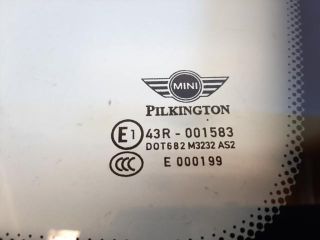 MINI
PILKINGTON
E1 43R - 001583
DOT682 M3232 AS2
CCC E 000199